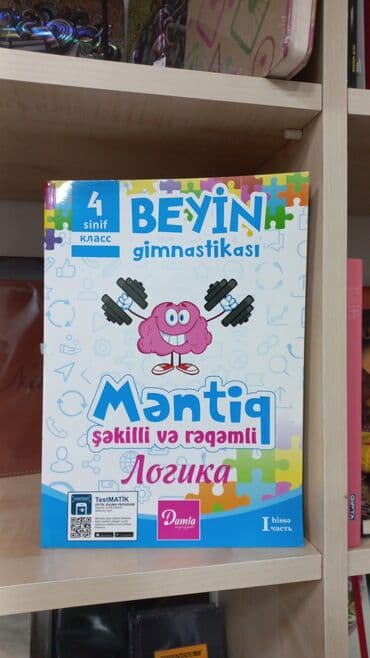 4
sinif
класс
BEYİN
gimnastikası
Məntiq
şəkilli və rəqəmli
Логика
TestMATİK
Damla
I hissə
часть